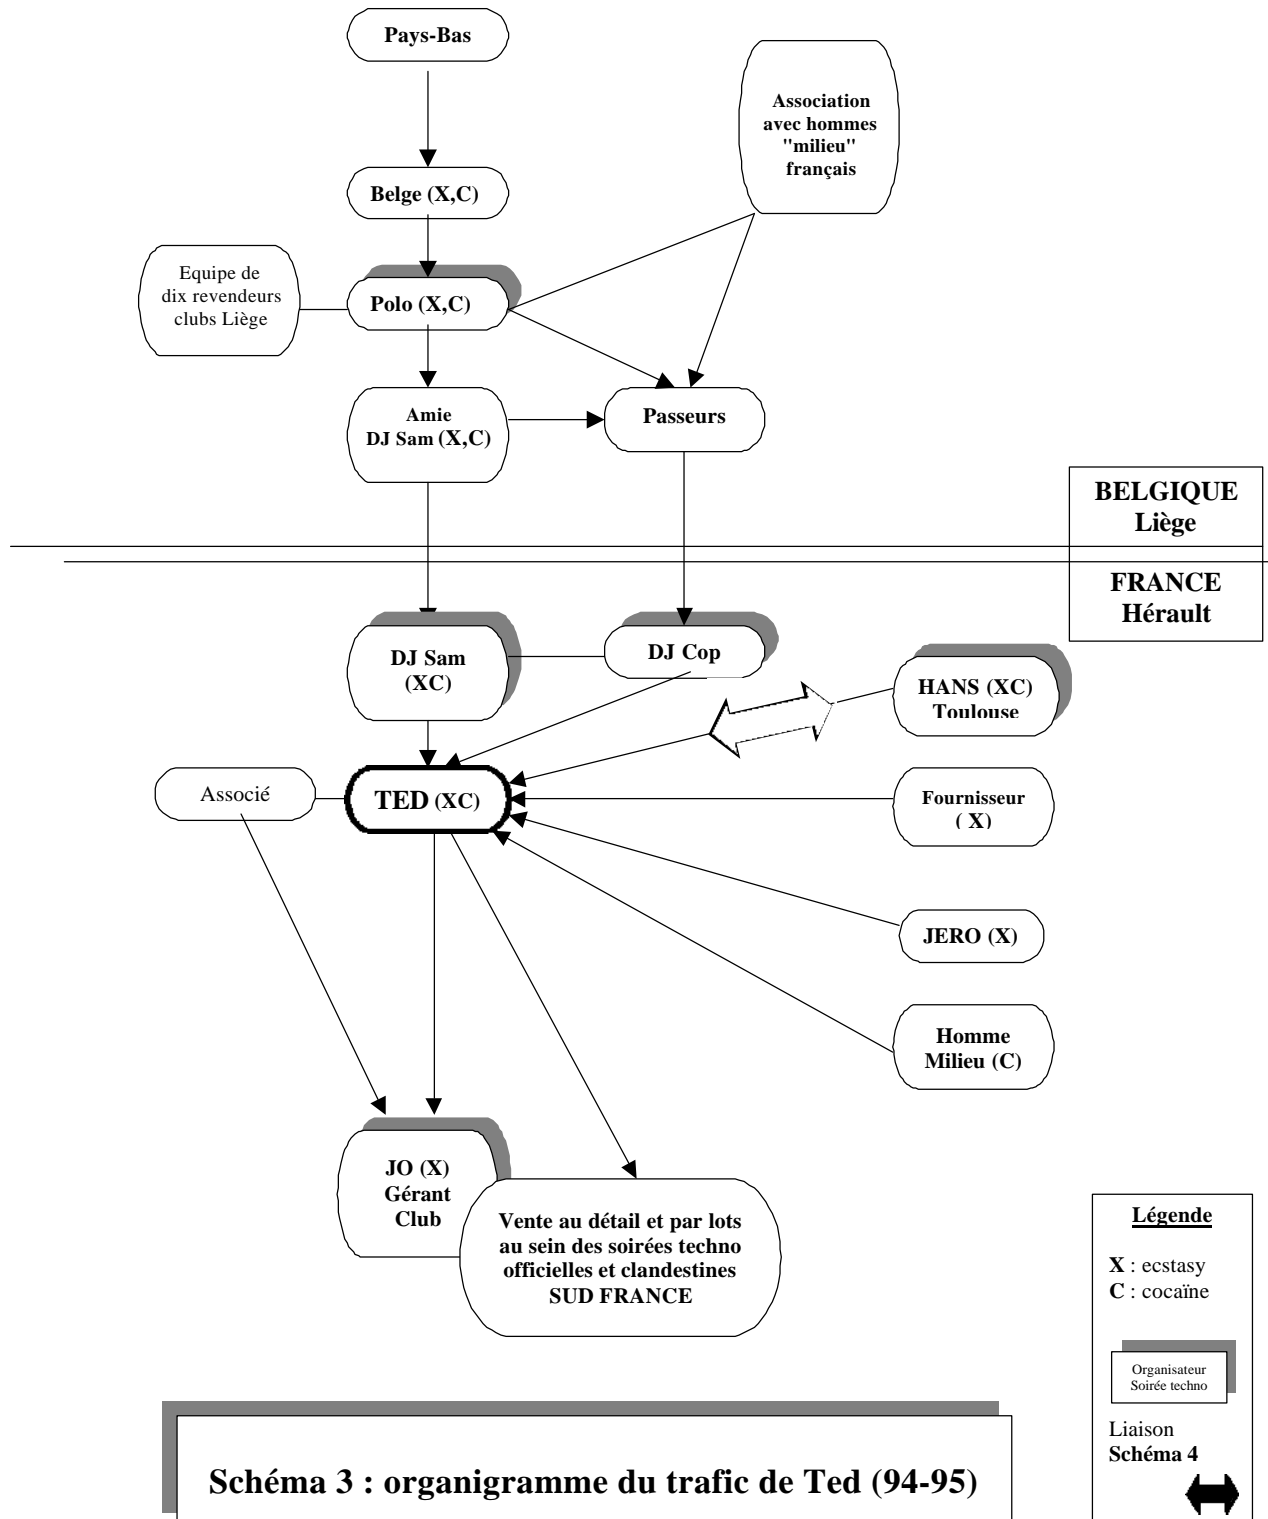 Pays-Bas
Association
avec hommes
"milieu"
français
Belge (X,C)
Equipe de
dix revendeurs
clubs Liège
Polo (X,C)
Amie
DJ Sam (X,C)
Passeurs
BELGIQUE
Liège
FRANCE
Hérault
DJ Sam
(XC)
DJ Cop
HANS (XC)
Toulouse
Associé
TED (XC)
Fournisseur
( X)
JERO (X)
Homme
Milieu (C)
JO (X)
Gérant
Club
Vente au détail et par lots
au sein des soirées techno
officielles et clandestines
SUD FRANCE
Légende
X : ecstasy
C : cocaïne
Organisateur
Soirée techno
Liaison
Schéma 4
Schéma 3 : organigramme du trafic de Ted (94-95)